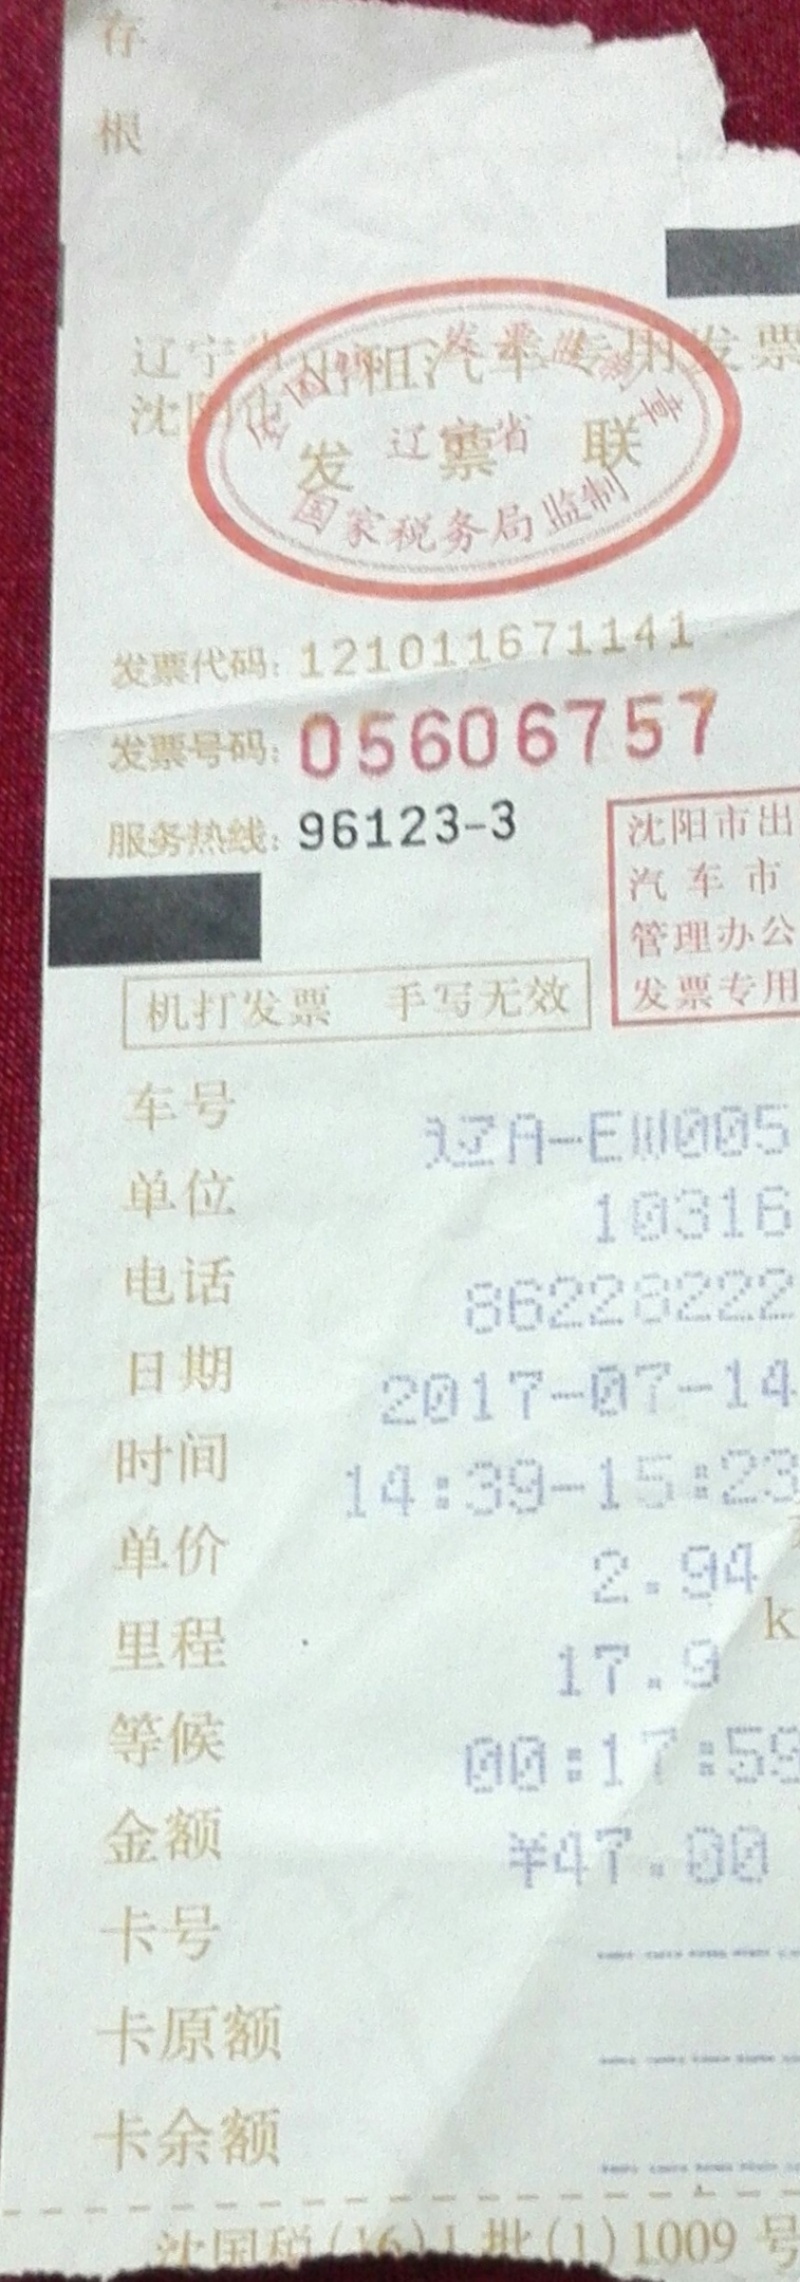 存
根
辽宁省沈阳汽车专用发票
沈阳市
全国统一发票监制章
辽宁省
国家税务局监制
发票联
发票代码: 121011671141
发票号码: 05606757
服务热线: 96123-3
沈阳市出
汽车市
管理办公
发票专用
机打发票 手写无效
车号 辽A-EW005
单位 10316
电话 86228222
日期 2017-07-14
时间 14:39-15:23
单价 2.94
里程 17.9 k
等候 00:17:59
金额 ¥47.00
卡号
卡原额
卡余额
沈国税(16)1批(1)1009号